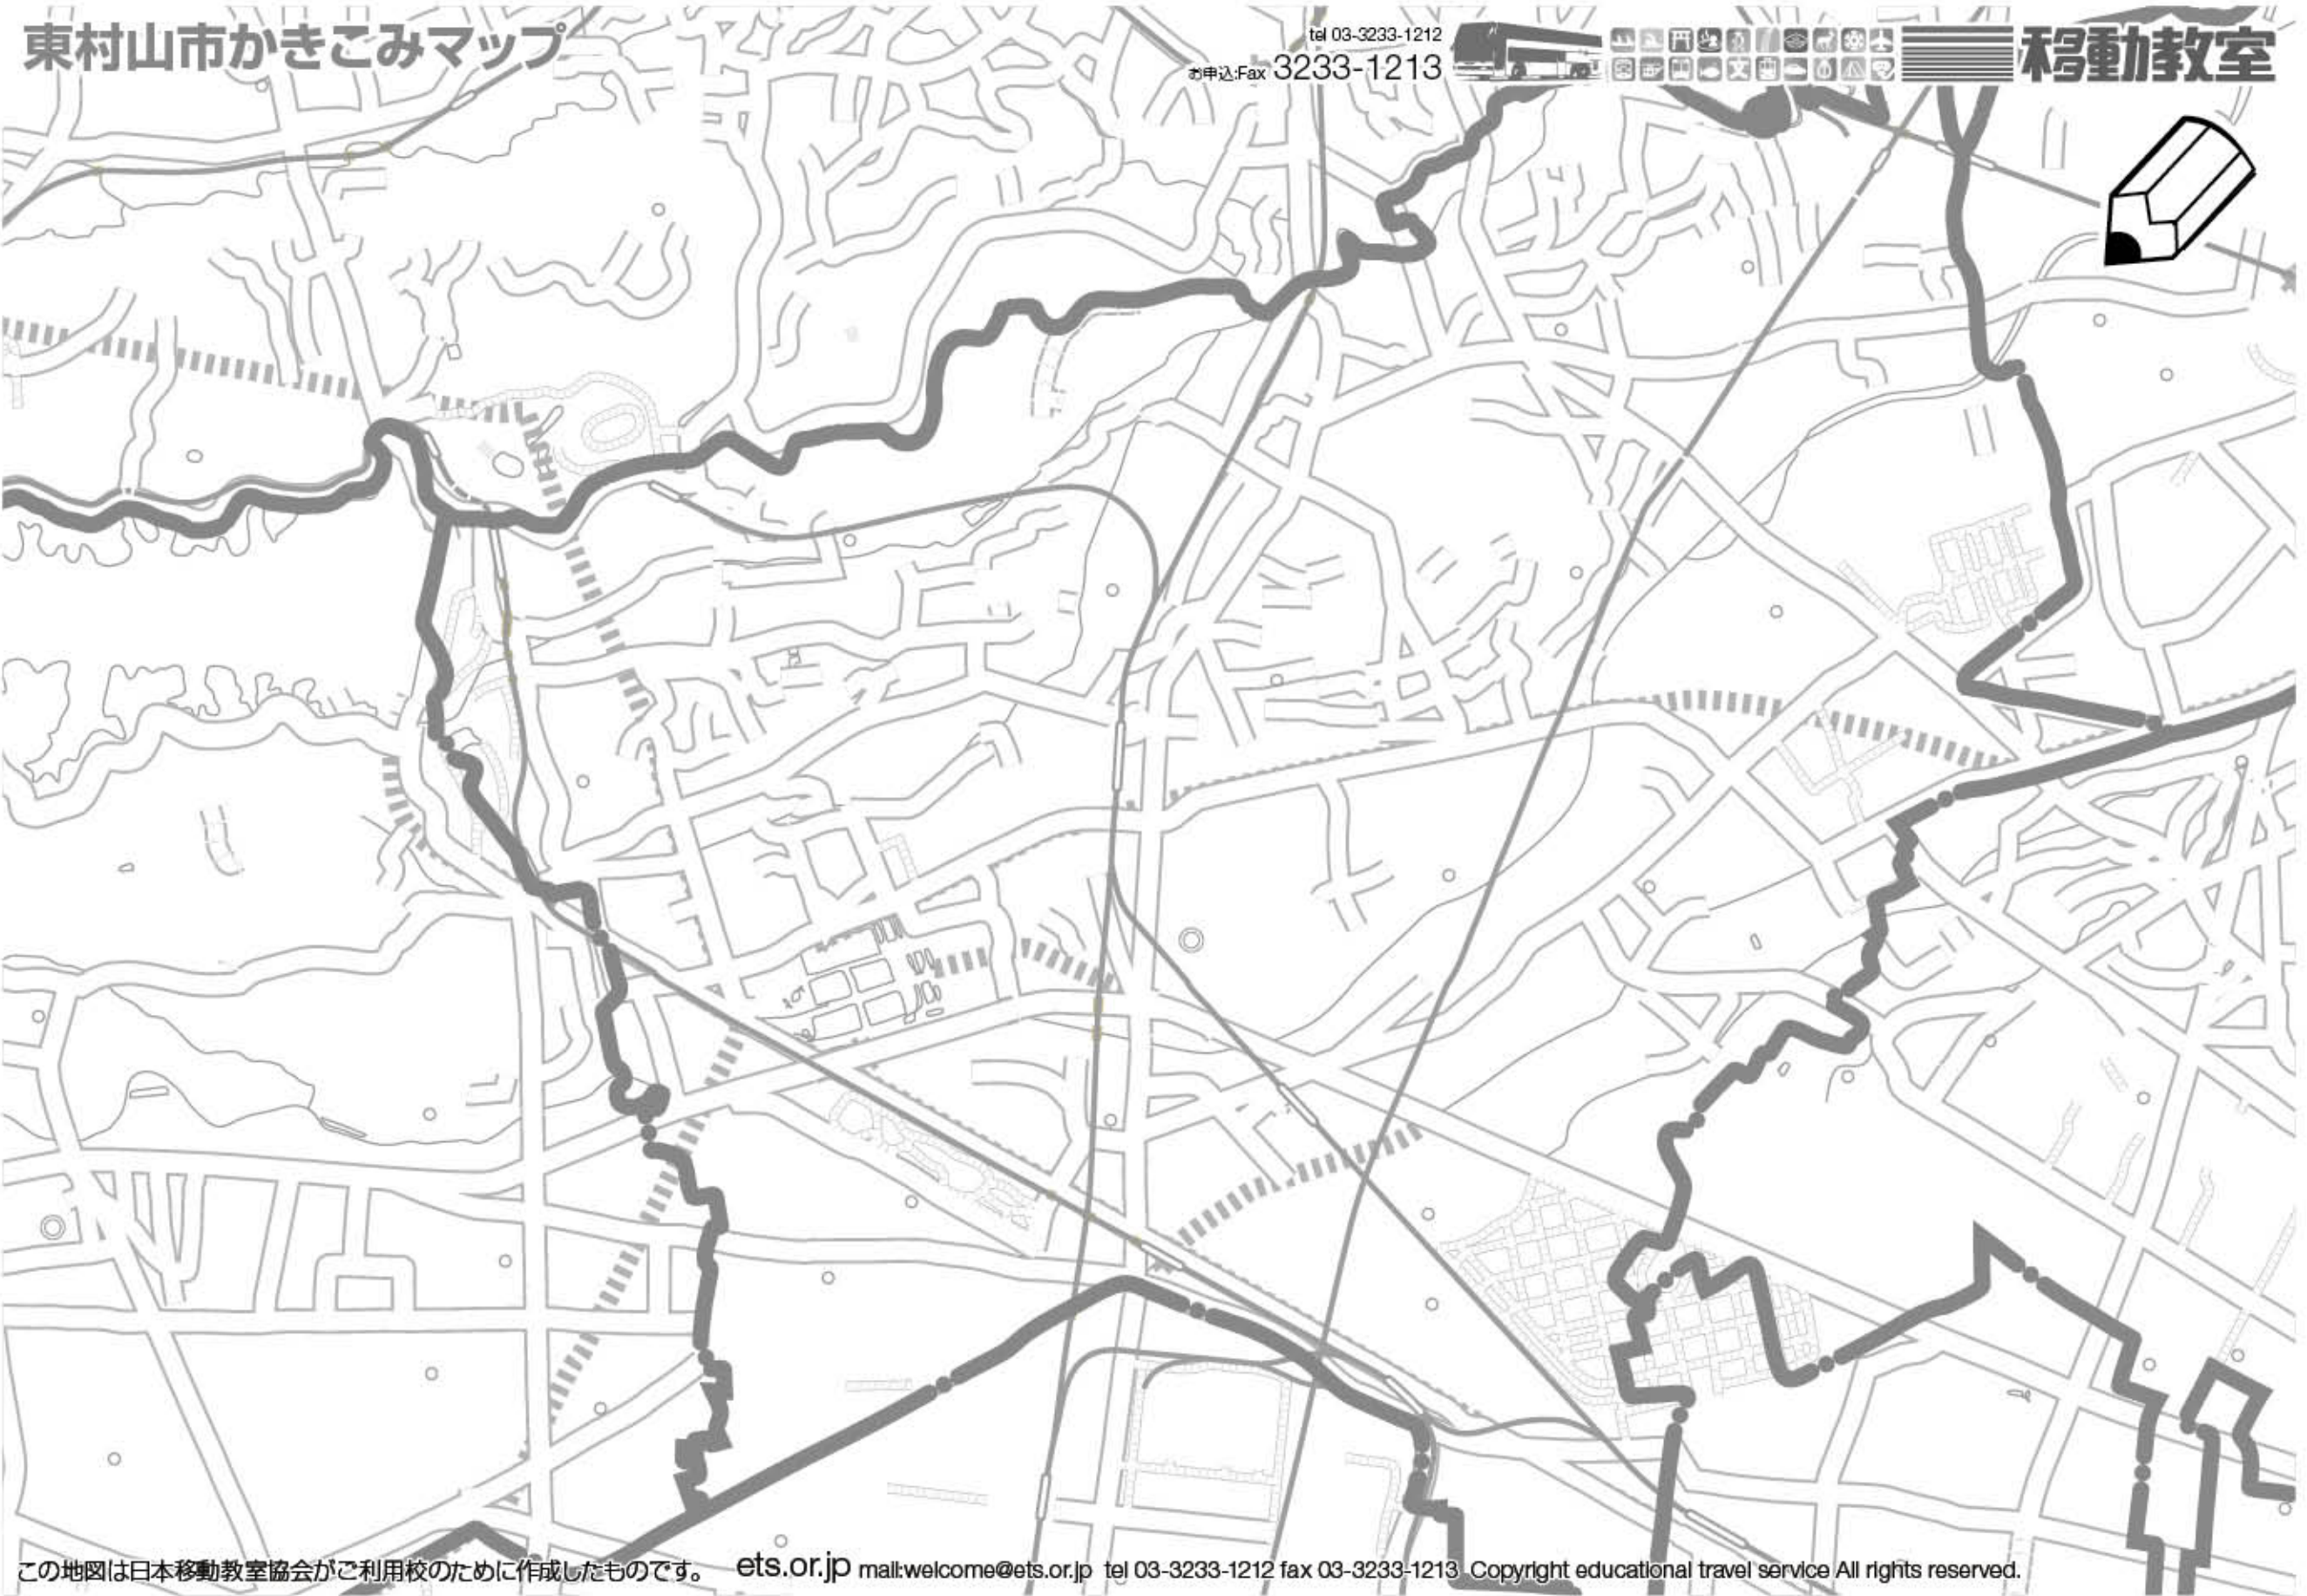 東村山市かきこみマップ
tel 03-3233-1212
お申込:Fax 3233-1213
移動教室
この地図は日本移動教室協会がご利用校のために作成したものです。 ets.or.jp mail:welcome@ets.or.jp tel 03-3233-1212 fax 03-3233-1213 Copyright educational travel service All rights reserved.